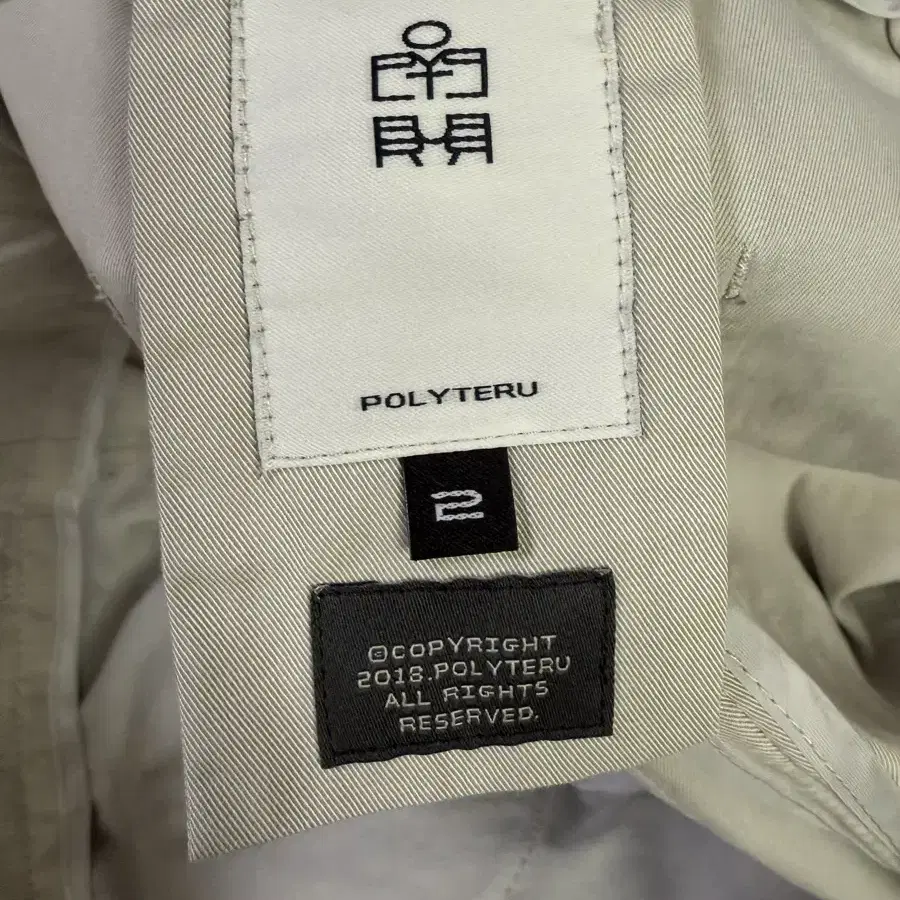 POLYTERU
2
©COPYRIGHT
2018.POLYTERU
ALL RIGHTS
RESERVED.